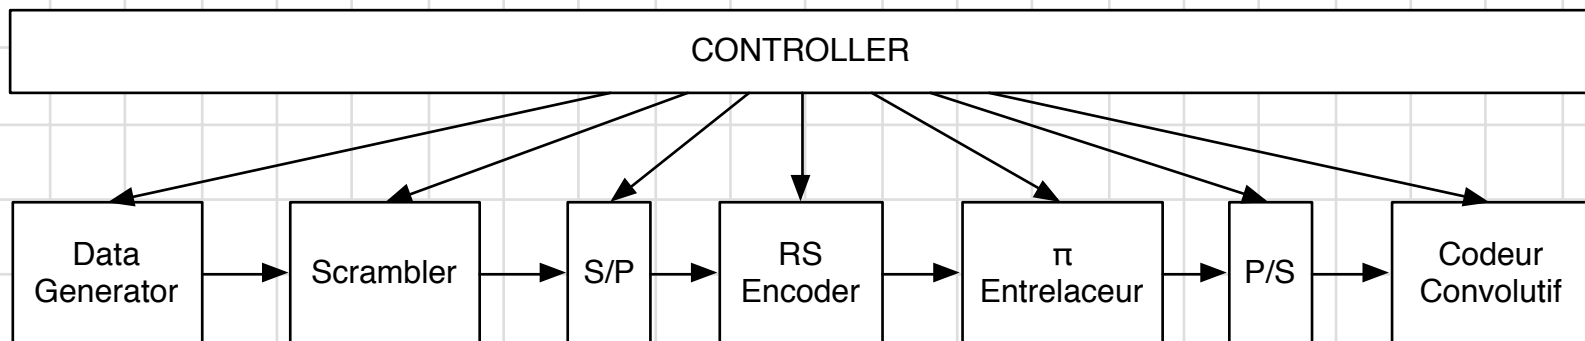 CONTROLLER
Data
Generator
Scrambler
S/P
RS
Encoder
π
Entrelaceur
P/S
Codeur
Convolutif